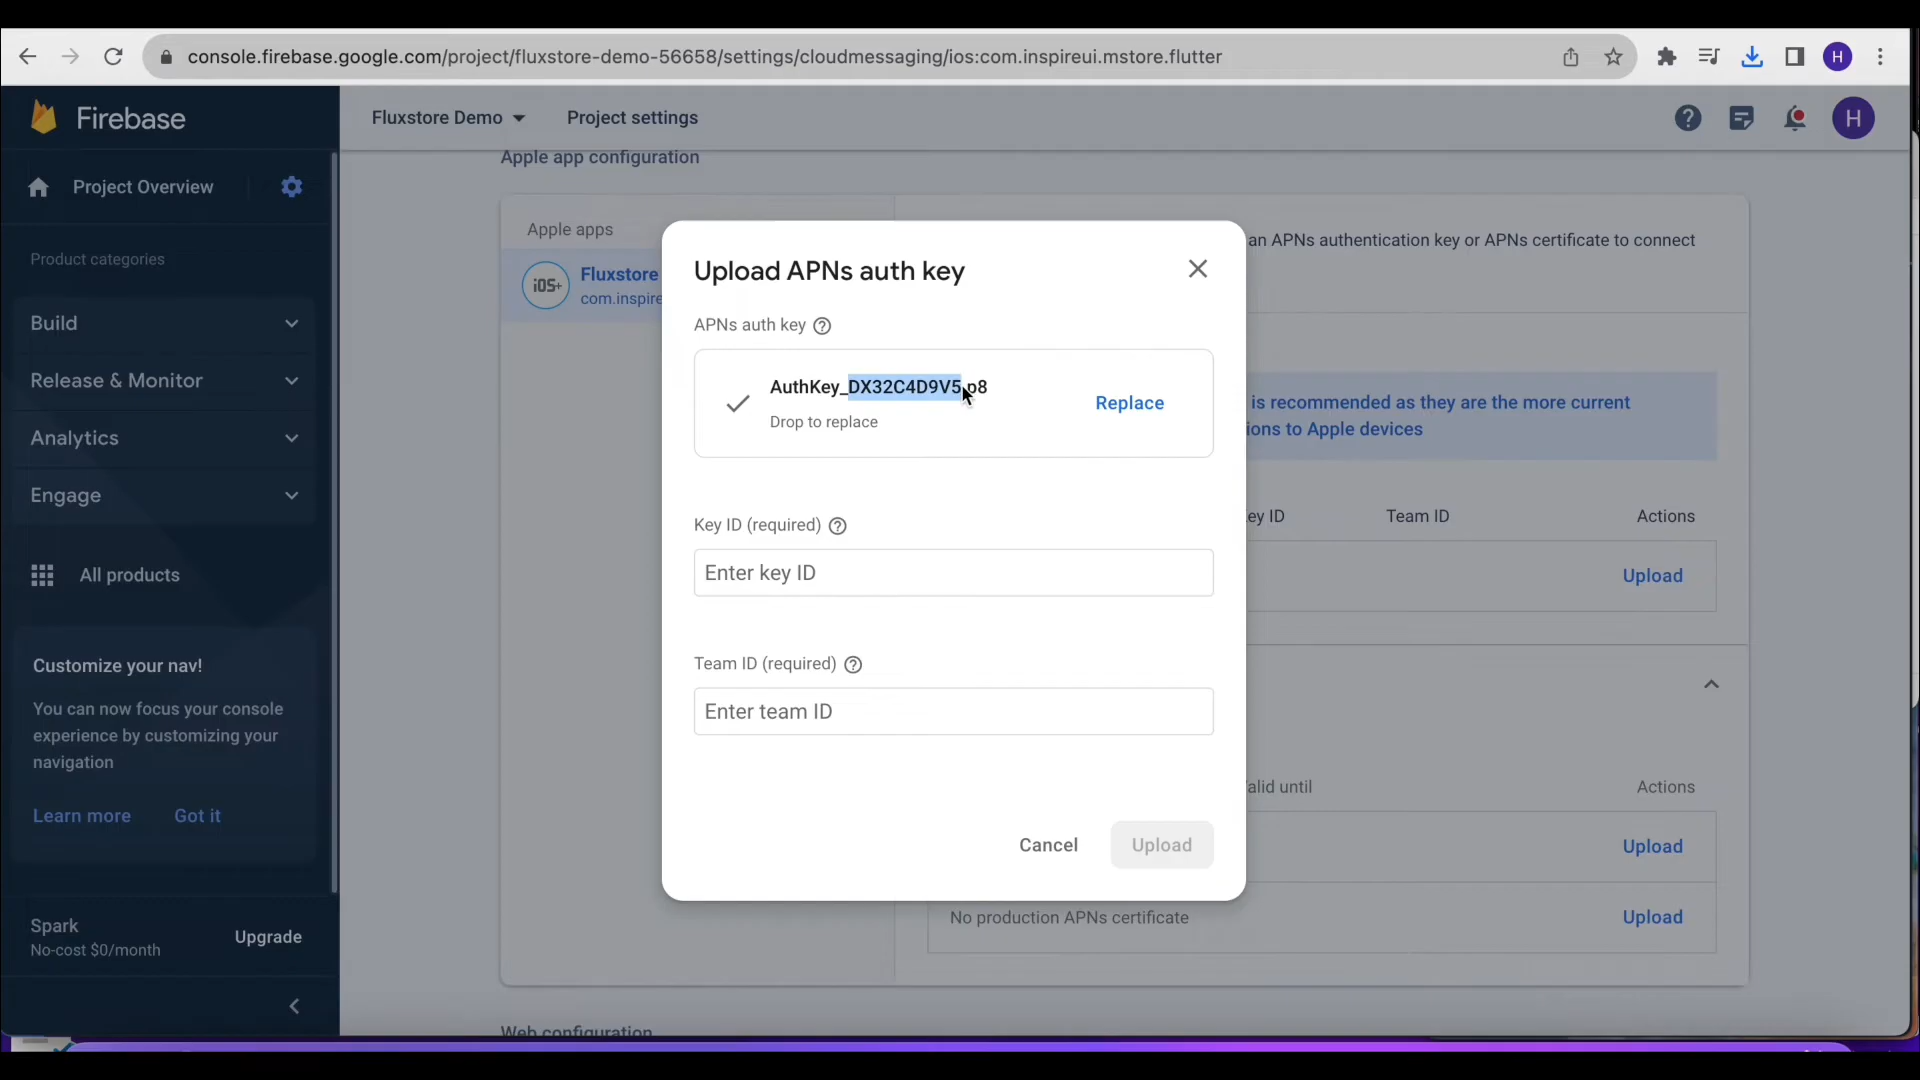 console.firebase.google.com/project/fluxstore-demo-56658/settings/cloudmessaging/ios:com.inspireui.mstore.flutter
H
Firebase
Fluxstore Demo
Project settings
H
Project Overview
Product categories
Build
Release & Monitor
Analytics
Engage
All products
Customize your nav!
You can now focus your console
experience by customizing your
navigation
Learn more
Got it
Spark
No-cost $0/month
Upgrade
Apple app configuration
Apple apps
iOS+
Fluxstore
com.inspire
an APNs authentication key or APNs certificate to connect
is recommended as they are the more current
ions to Apple devices
ey ID
Team ID
Actions
Upload
alid until
Actions
Upload
No production APNs certificate
Upload
Web configuration
Upload APNs auth key
APNs auth key
AuthKey_DX32C4D9V5.p8
Drop to replace
Replace
Key ID (required)
Enter key ID
Team ID (required)
Enter team ID
Cancel
Upload